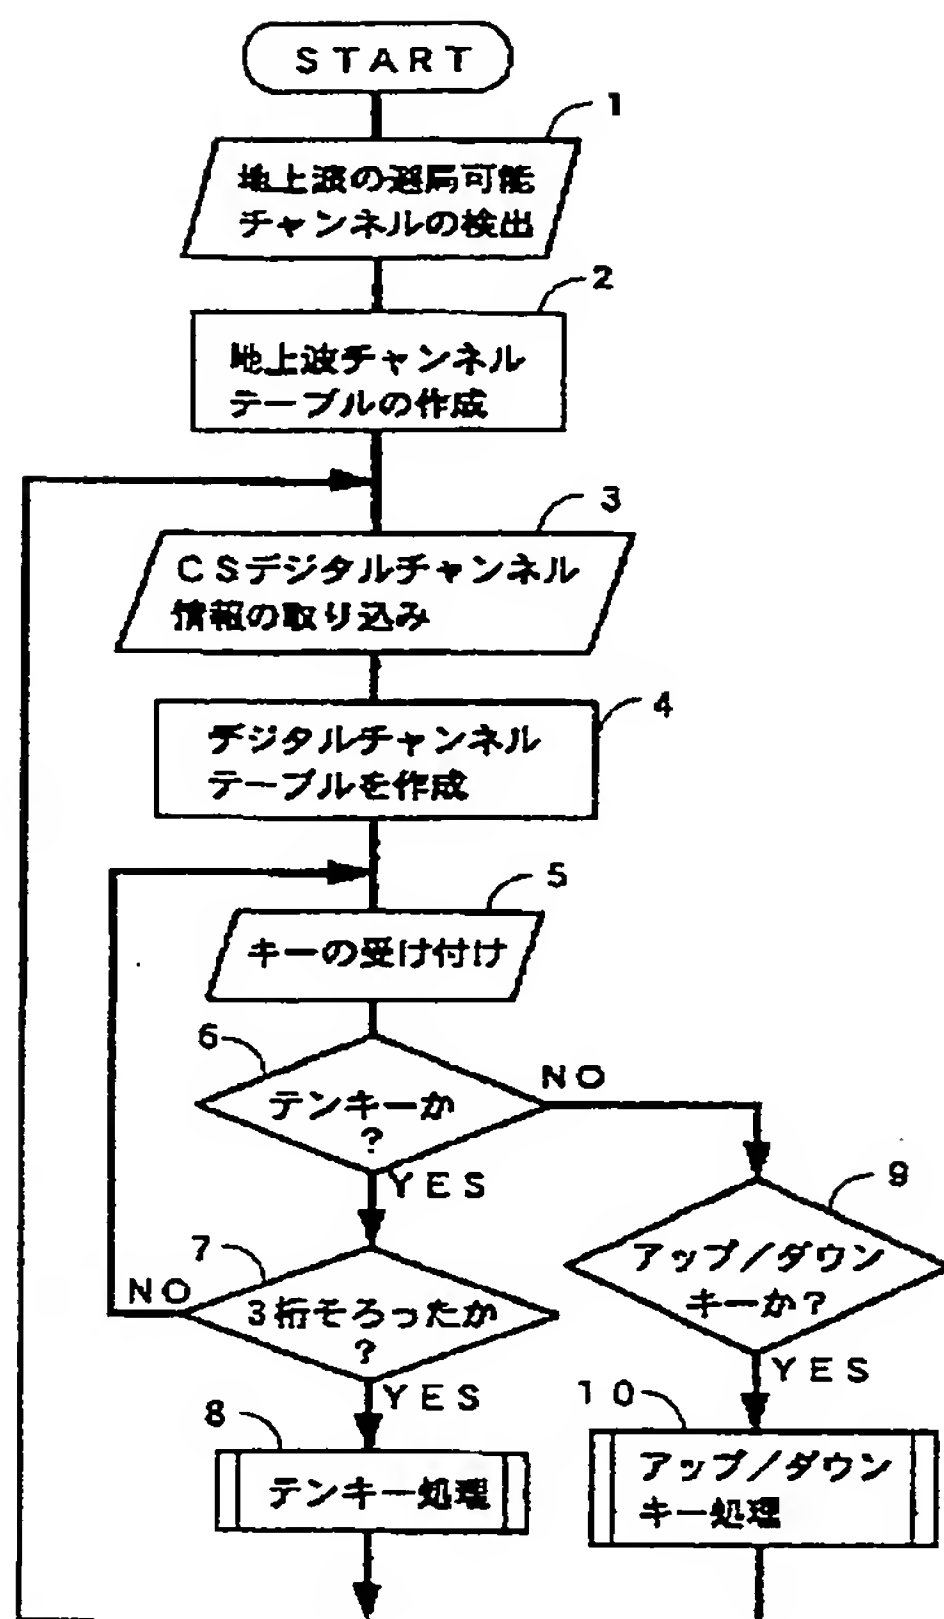 START
1
地上波の選局可能
チャンネルの検出
2
地上波チャンネル
テーブルの作成
3
CSデジタルチャンネル
情報の取り込み
4
デジタルチャンネル
テーブルを作成
5
キーの受け付け
6
テンキーか
?
NO
YES
7
3桁そろったか
?
NO
YES
8
テンキー処理
9
アップ/ダウン
キーか?
YES
10
アップ/ダウン
キー処理